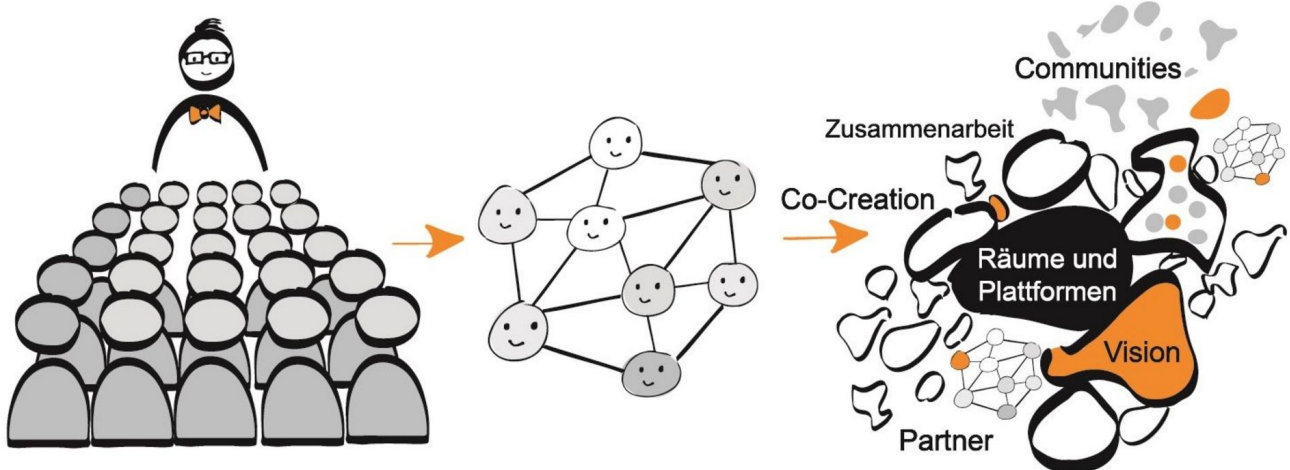 Communities
Zusammenarbeit
Co-Creation
Räume und
Plattformen
Vision
Partner